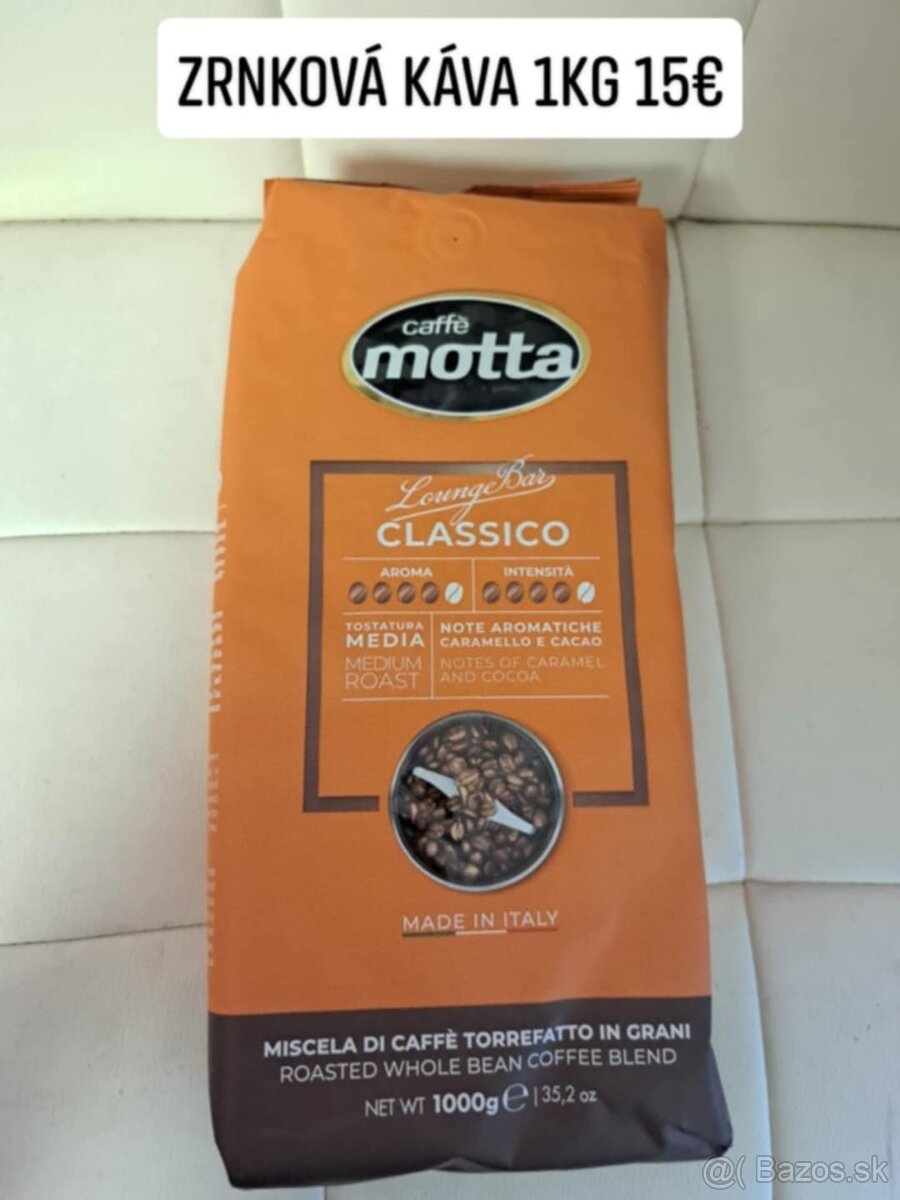 ZRNKOVÁ KÁVA 1KG 15€
caffè
motta
Lounge Bar
CLASSICO
AROMA
INTENSITÀ
TOSTATURA
MEDIA
MEDIUM
ROAST
NOTE AROMATICHE
CARAMELLO E CACAO
NOTES OF CARAMEL
AND COCOA
MADE IN ITALY
MISCELA DI CAFFÈ TORREFATTO IN GRANI
ROASTED WHOLE BEAN COFFEE BLEND
NET WT 1000g ℮ | 35,2 oz
@( Bazos.sk